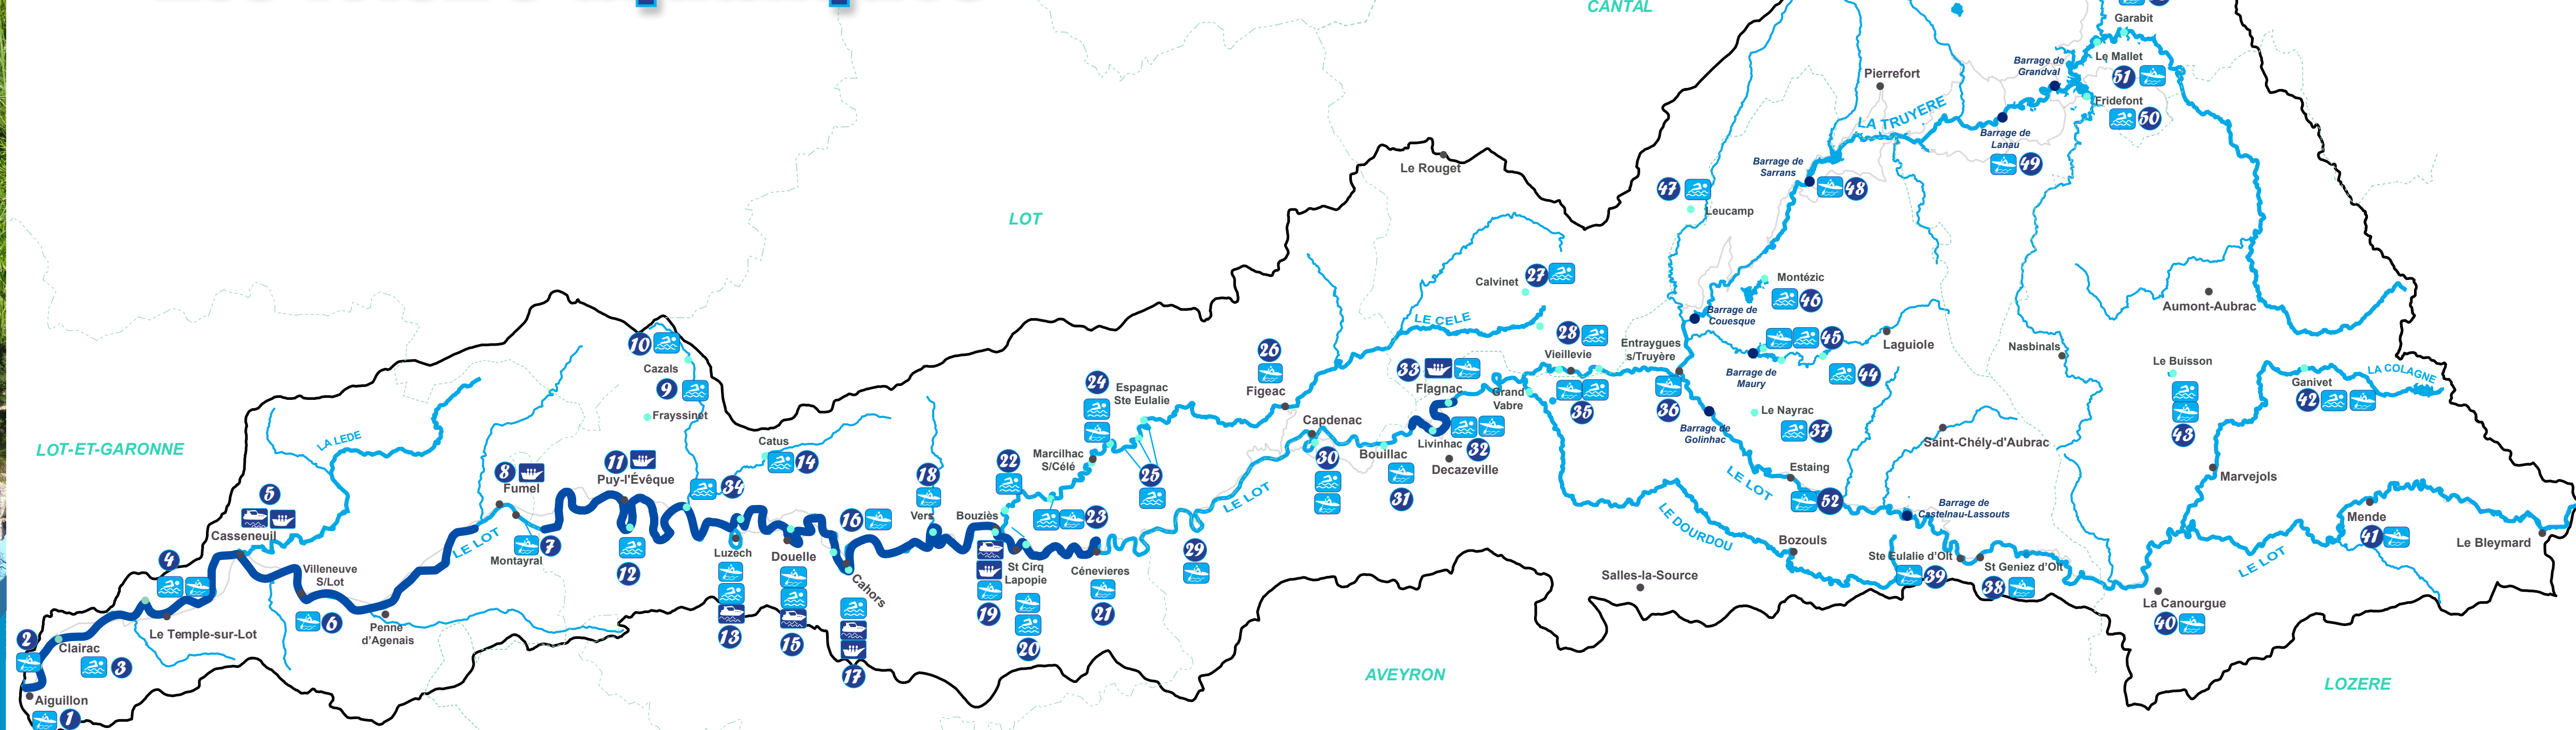 CANTAL
Garabit
Le Mallet
51
Barrage de
Grandval
Fridefont
50
Pierrefort
LA TRUYERE
Barrage de
Lanau
49
Le Rouget
Barrage de
Sarrans
48
47
Leucamp
LOT
Calvinet
27
Montézic
46
Barrage de
Couesque
Aumont-Aubrac
LE CELE
28
Vieillevie
Entraygues
s/Truyère
45
Laguiole
Nasbinals
Barrage de
Maury
44
Le Buisson
43
Ganivet
42
LA COLAGNE
10
Cazals
9
Frayssinet
26
Figeac
33
Flagnac
Grand
Vabre
35
36
Le Nayrac
37
Barrage de
Golinhac
24
Espagnac
Ste Eulalie
Capdenac
Livinhac
32
Decazeville
Bouillac
31
30
Saint-Chély-d'Aubrac
LOT-ET-GARONNE
LA LEDE
Catus
14
Marcilhac
S/Célé
25
Estaing
52
Marvejols
5
Casseneuil
8
Fumel
11
Puy-l'Évêque
34
18
Vers
22
Bouziès
23
LE LOT
LE LOT
LE DOURDOU
Barrage de
Castelnau-Lassouts
Mende
41
Le Bleymard
LE LOT
Montayral
7
12
16
Luzech
13
Douelle
15
Cahors
17
St Cirq
Lapopie
19
20
Cénevieres
21
29
Bozouls
Ste Eulalie d'Olt
39
St Geniez d'Olt
38
LE LOT
4
Villeneuve
S/Lot
6
Penne
d'Agenais
Salles-la-Source
La Canourgue
40
Le Temple-sur-Lot
2
Clairac
3
Aiguillon
1
AVEYRON
LOZERE